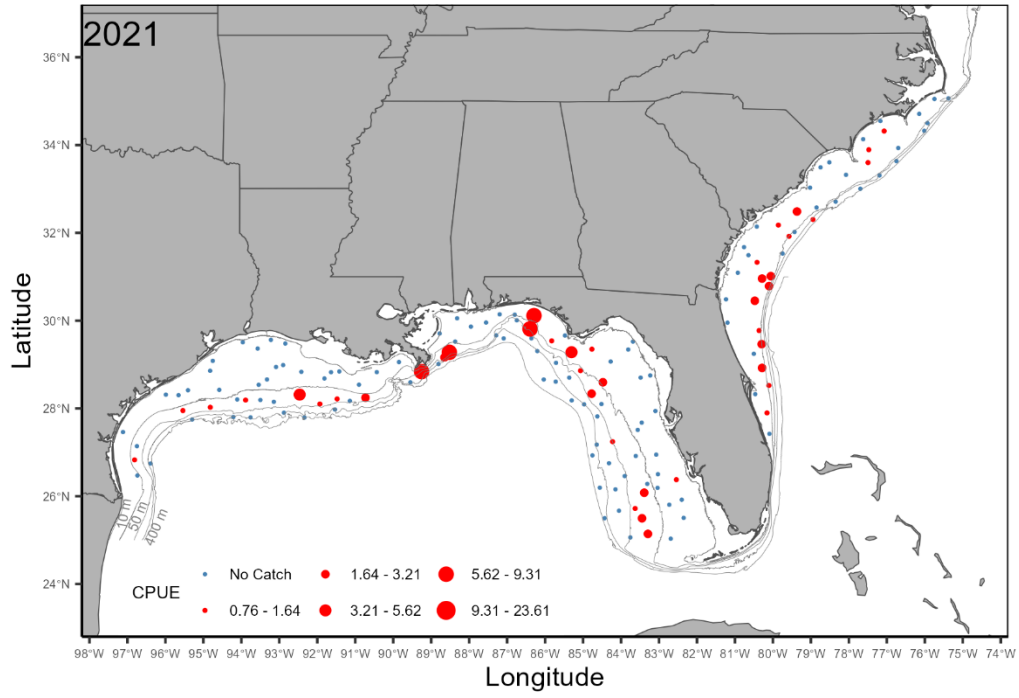 2021
36°N
34°N
32°N
30°N
28°N
26°N
24°N
Latitude
10 m
50 m
400 m
CPUE
No Catch
1.64 - 3.21
5.62 - 9.31
0.76 - 1.64
3.21 - 5.62
9.31 - 23.61
98°W 97°W 96°W 95°W 94°W 93°W 92°W 91°W 90°W 89°W 88°W 87°W 86°W 85°W 84°W 83°W 82°W 81°W 80°W 79°W 78°W 77°W 76°W 75°W 74°W
Longitude